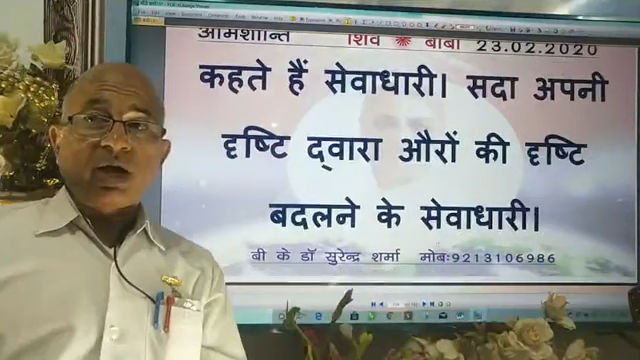 ओमशान्ति शिव बाबा 23.02.2020
कहते हैं सेवाधारी। सदा अपनी
दृष्टि द्वारा औरों की दृष्टि
बदलने के सेवाधारी।
बी के डॉ सुरेन्द्र शर्मा मोबः9213106986